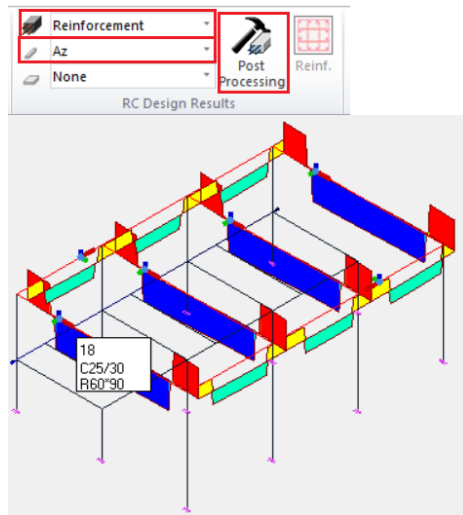 Reinforcement
Az
None
Post
Processing
Reinf.
RC Design Results
18
C25/30
R60*90